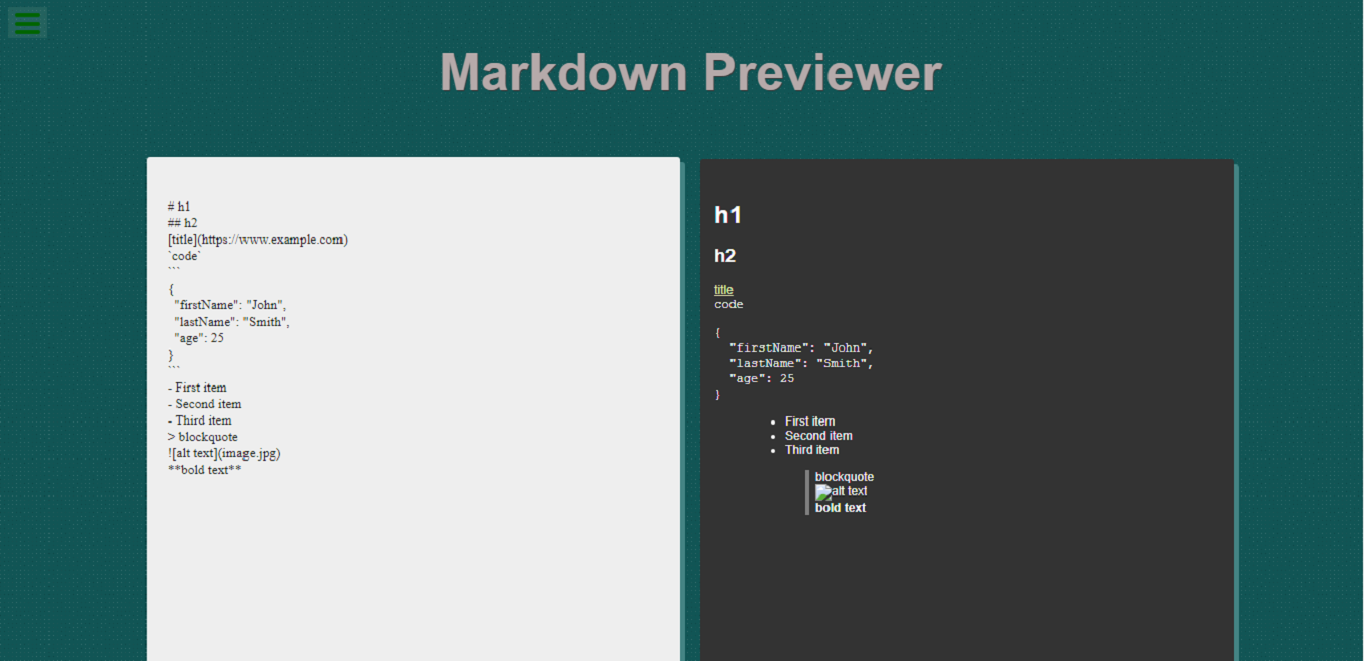 Markdown Previewer
# h1
## h2
[title](https://www.example.com)
`code`
```
{
  "firstName": "John",
  "lastName": "Smith",
  "age": 25
}
```
- First item
- Second item
- Third item
> blockquote
![alt text](image.jpg)
**bold text**
h1
h2
title
code
{
  "firstName": "John",
  "lastName": "Smith",
  "age": 25
}
• First item
• Second item
• Third item
blockquote
alt text
bold text